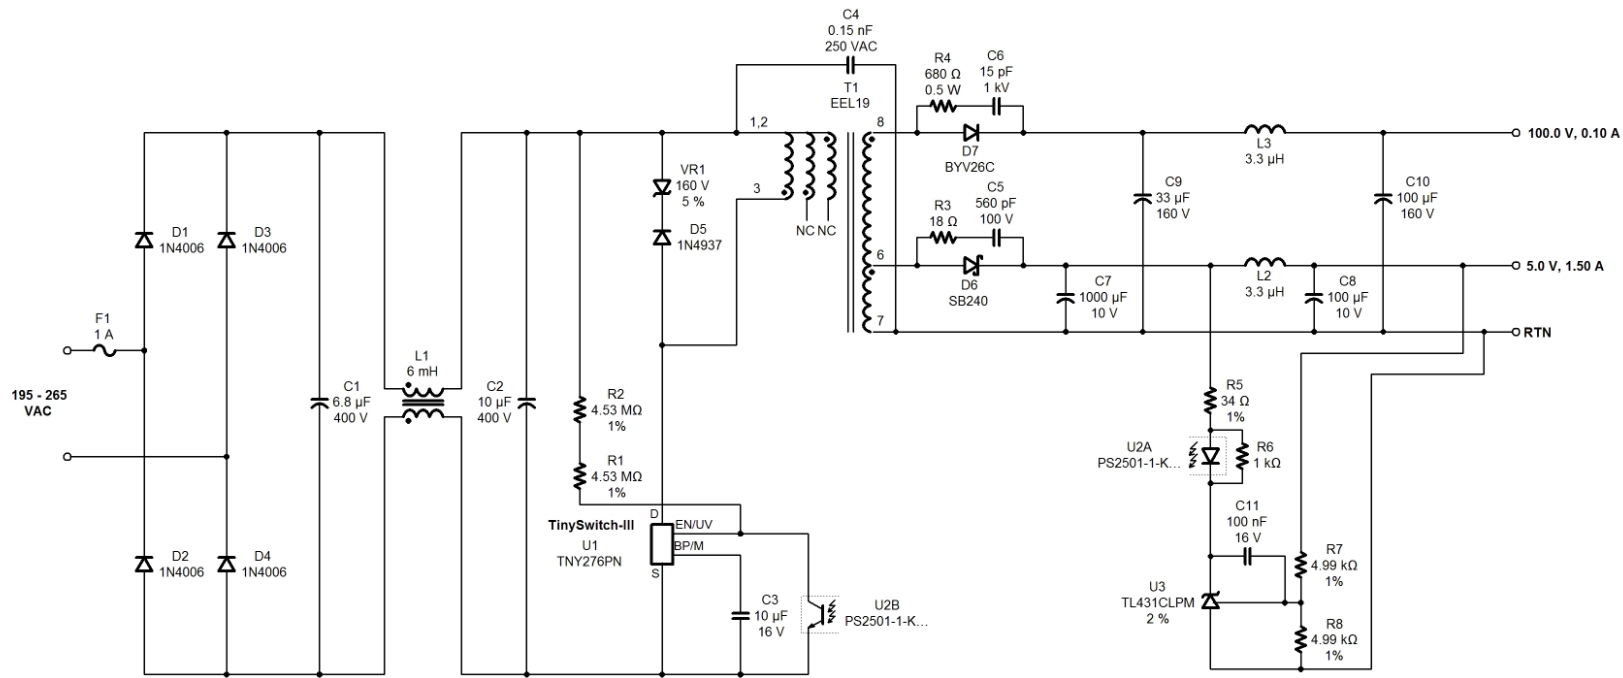 C4
0.15 nF
250 VAC
T1
EEL19
R4
680 Ω
0.5 W
C6
15 pF
1 kV
D7
BYV26C
8
1,2
3
NC NC
6
7
R3
18 Ω
C5
560 pF
100 V
D6
SB240
L3
3.3 µH
100.0 V, 0.10 A
C9
33 µF
160 V
C10
100 µF
160 V
L2
3.3 µH
5.0 V, 1.50 A
C7
1000 µF
10 V
C8
100 µF
10 V
RTN
VR1
160 V
5 %
D5
1N4937
D1
1N4006
D3
1N4006
F1
1 A
195 - 265
VAC
L1
6 mH
C1
6.8 µF
400 V
C2
10 µF
400 V
R2
4.53 MΩ
1%
R1
4.53 MΩ
1%
D2
1N4006
D4
1N4006
TinySwitch-III
U1
TNY276PN
D
EN/UV
BP/M
S
C3
10 µF
16 V
U2B
PS2501-1-K...
R5
34 Ω
1%
U2A
PS2501-1-K...
R6
1 kΩ
C11
100 nF
16 V
U3
TL431CLPM
2 %
R7
4.99 kΩ
1%
R8
4.99 kΩ
1%